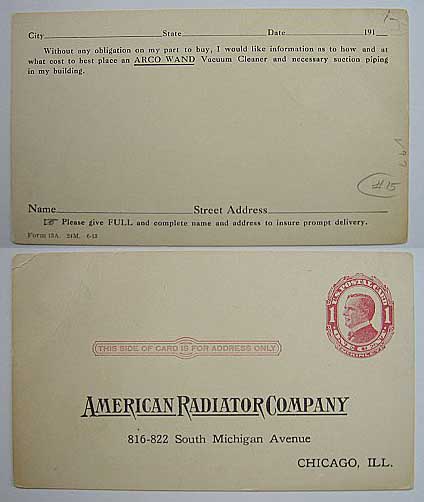 City State Date 191
Without any obligation on my part to buy, I would like information as to how and at
what cost to best place an ARCO WAND Vacuum Cleaner and necessary suction piping
in my building.
#15
Name Street Address
☞ Please give FULL and complete name and address to insure prompt delivery.
Form 13A. 24M. 6-13
U.S. POSTAL CARD
1 1
THIS SIDE OF CARD IS FOR ADDRESS ONLY
AMERICAN RADIATOR COMPANY
816-822 South Michigan Avenue
CHICAGO, ILL.